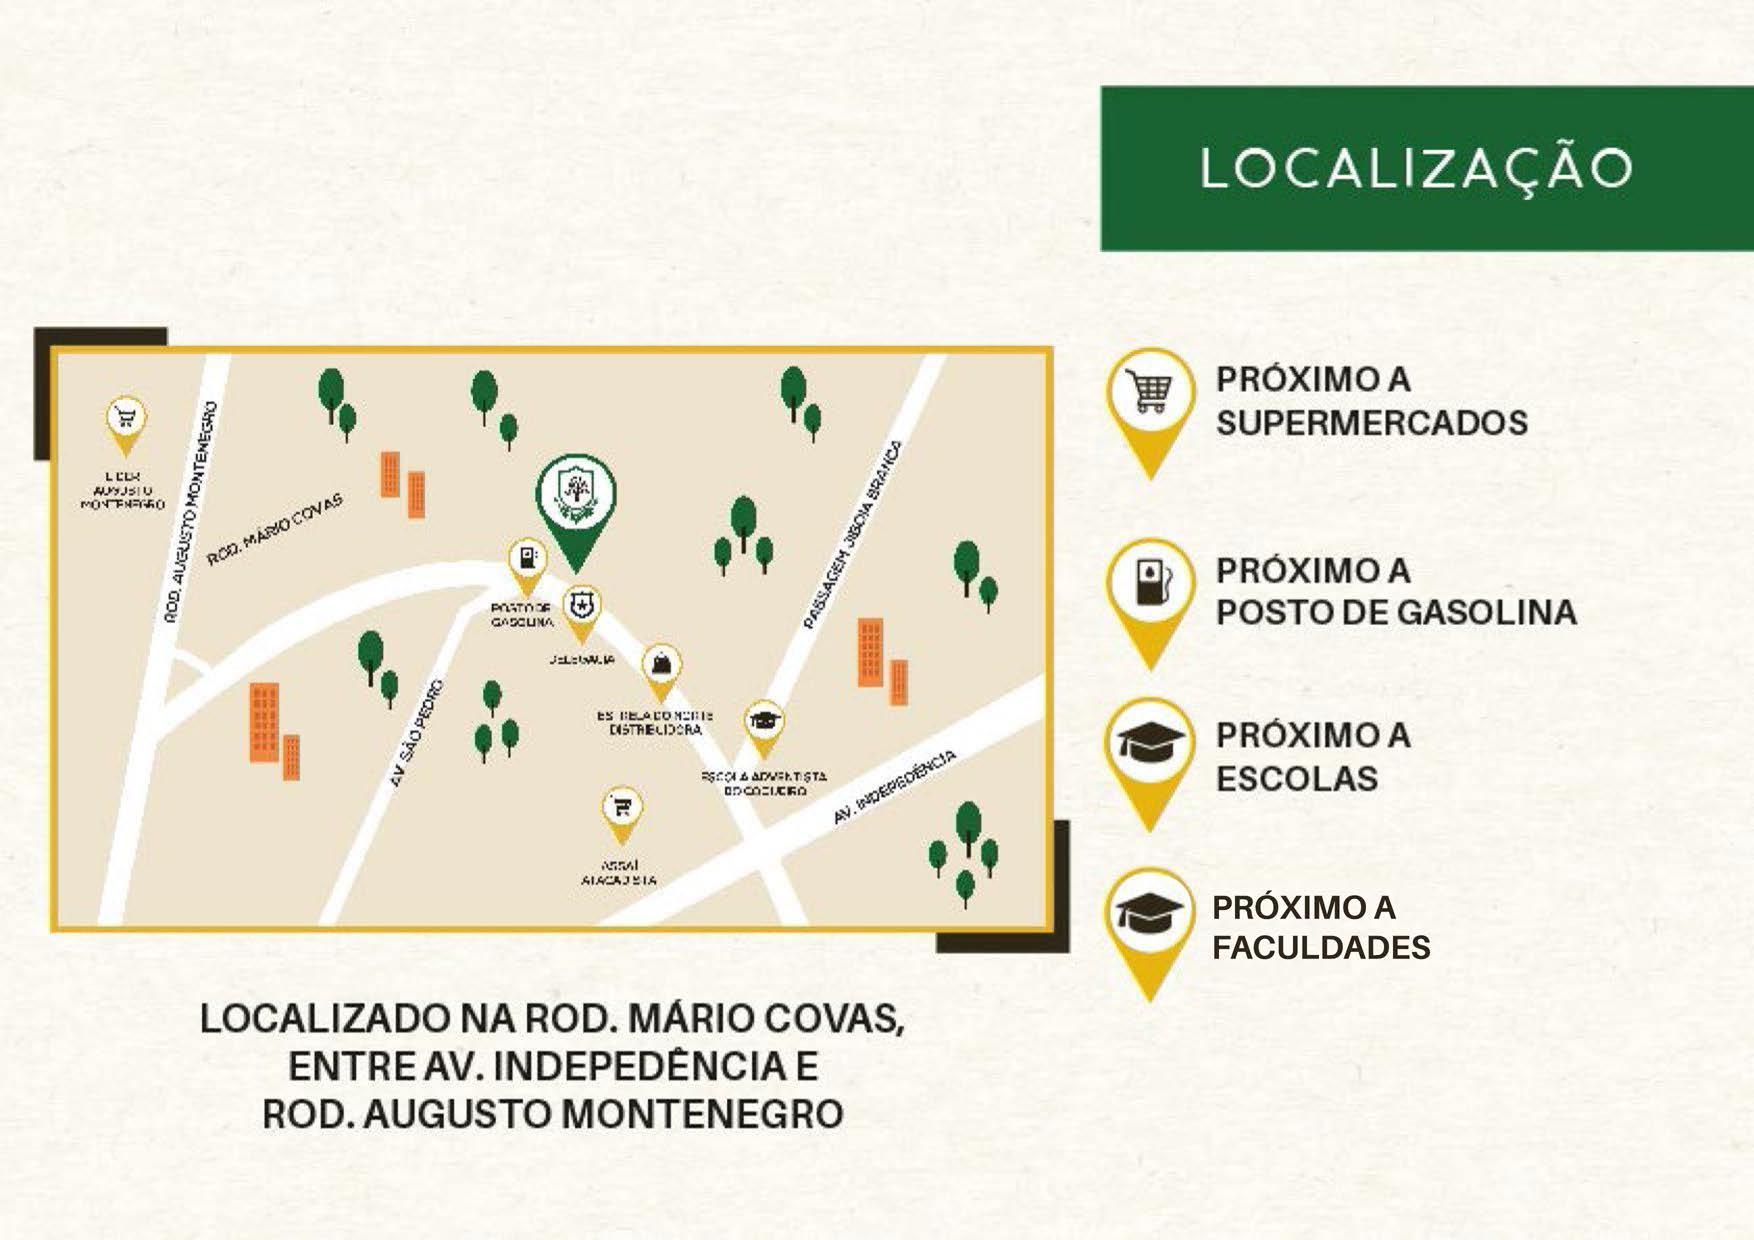 LOCALIZAÇÃO
ROD. AUGUSTO MONTENEGRO
ROD. MÁRIO COVAS
AUGUSTO
MONTENEGRO
POSTO DE
GASOLINA
DELEGACIA
ESTRELA DO NORTE
DISTRIBUIDORA
PASSAGEM JIBOIA BRANCA
AV. SÃO PEDRO
ESCOLA ADVENTISTA
DO COQUEIRO
AV. INDEPEDÊNCIA
ASSAÍ
ATACADISTA
PRÓXIMO A
SUPERMERCADOS
PRÓXIMO A
POSTO DE GASOLINA
PRÓXIMO A
ESCOLAS
PRÓXIMO A
FACULDADES
LOCALIZADO NA ROD. MÁRIO COVAS,
ENTRE AV. INDEPEDÊNCIA E
ROD. AUGUSTO MONTENEGRO